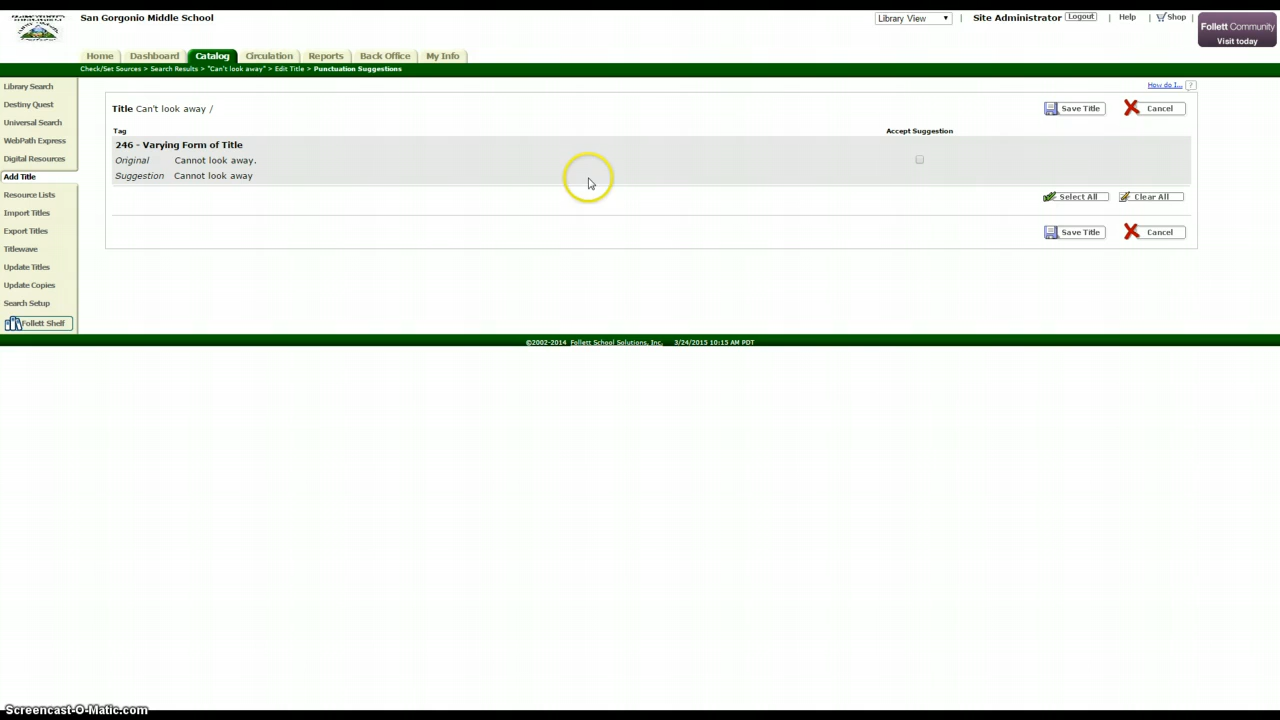 San Gorgonio Middle School
Library View
Site Administrator Logout Help Shop
Follett Community
Visit today
Home Dashboard Catalog Circulation Reports Back Office My Info
Check/Set Sources > Search Results > "Can't look away" > Edit Title > Punctuation Suggestions
Library Search
Destiny Quest
Universal Search
WebPath Express
Digital Resources
Add Title
Resource Lists
Import Titles
Export Titles
Titlewave
Update Titles
Update Copies
Search Setup
Follett Shelf
How do I... ?
Title Can't look away /
Save Title Cancel
Tag Accept Suggestion
246 - Varying Form of Title
Original Cannot look away.
Suggestion Cannot look away
Select All Clear All
Save Title Cancel
©2002-2014 Follett School Solutions, Inc. 3/24/2015 10:15 AM PDT
Screencast-O-Matic.com